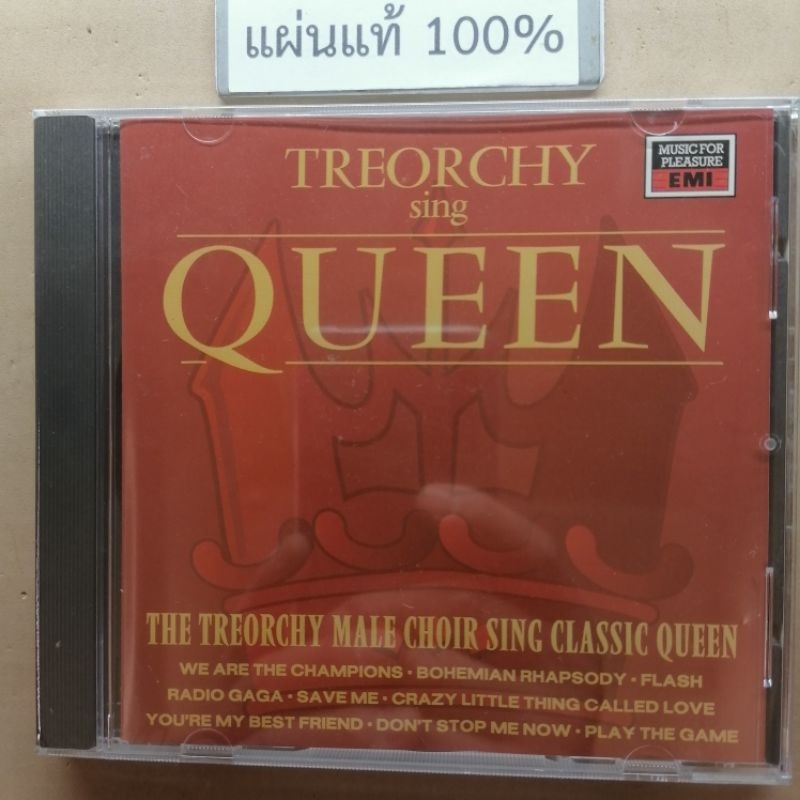 แผ่นแท้ 100%
TREORCHY
MUSIC FOR
PLEASURE
EMI
sing
QUEEN
THE TREORCHY MALE CHOIR SING CLASSIC QUEEN
WE ARE THE CHAMPIONS · BOHEMIAN RHAPSODY · FLASH
RADIO GAGA · SAVE ME · CRAZY LITTLE THING CALLED LOVE
YOU'RE MY BEST FRIEND · DON'T STOP ME NOW · PLAY THE GAME